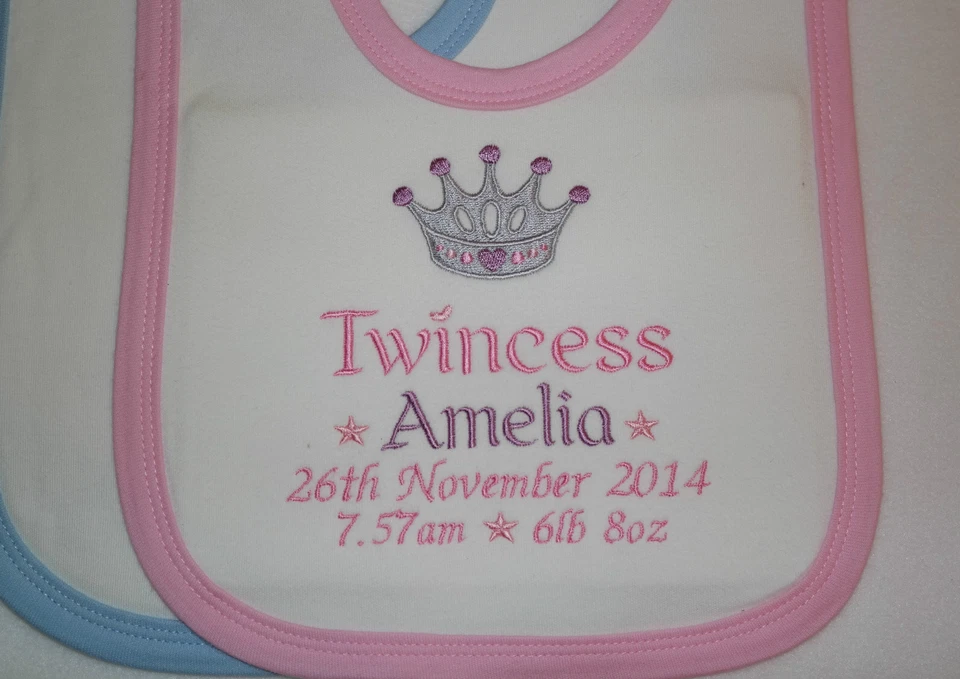 Twincess
Amelia
26th November 2014
7.57am 6lb 8oz